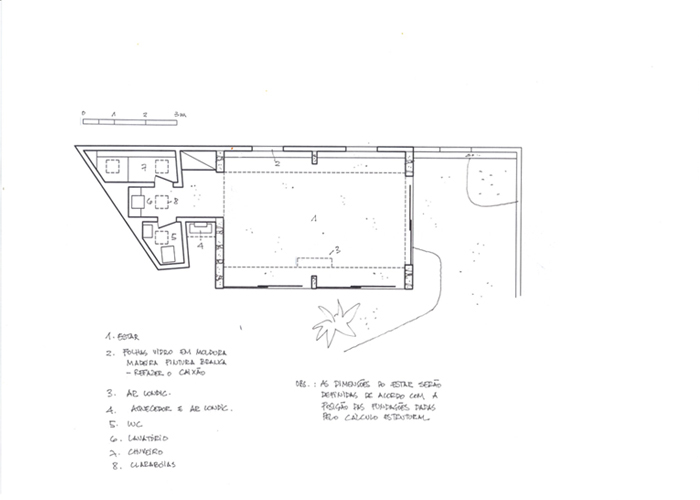 0 1 2 3m
2
7
6 8
1
5
4
3
1. ESTAR
2. FOLHAS VIDRO EM MOLDURA
MADEIRA PINTURA BRANCA
- REFAZER O CAIXÃO
3. AR CONDIC.
4. AQUECEDOR E AR CONDIC.
5. WC
6. LAVATÓRIO
7. CHUVEIRO
8. CLARABÓIAS
OBS.: AS DIMENSÕES DO ESTAR SERÃO
DEFINIDAS DE ACORDO COM A
POSIÇÃO DAS FUNDAÇÕES DADAS
PELO CÁLCULO ESTRUTURAL